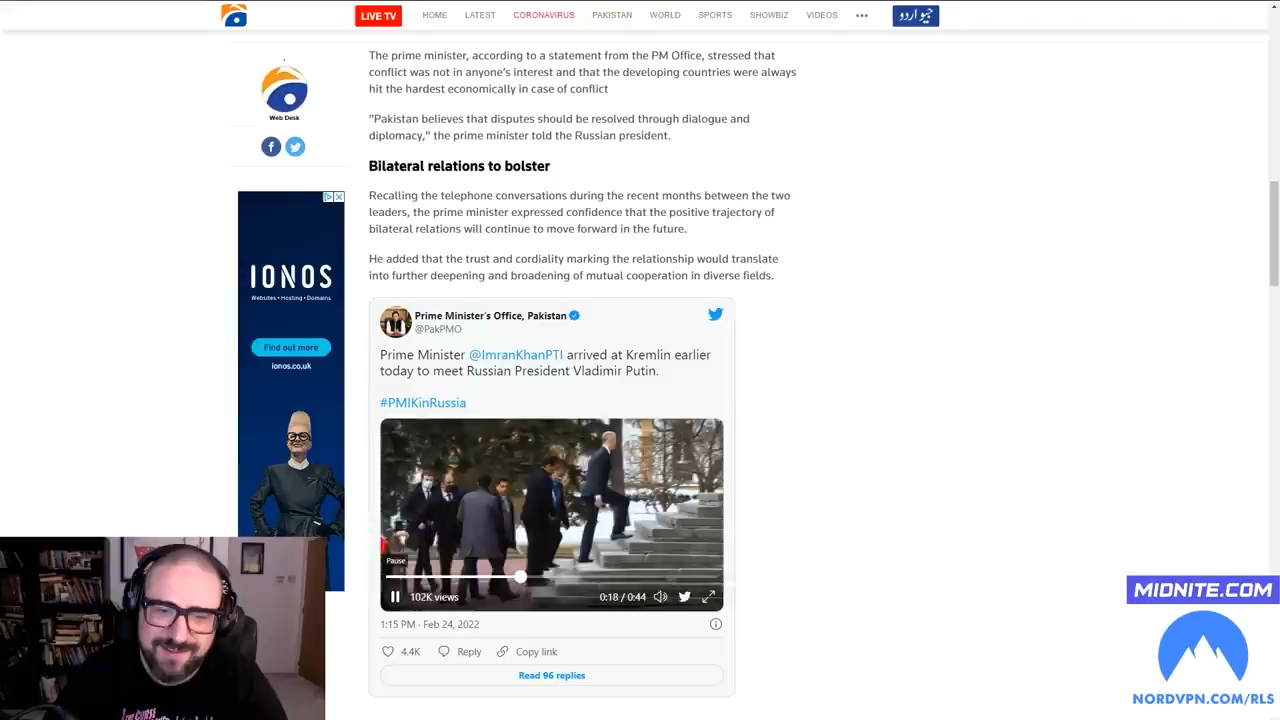 LIVE TV
HOME
LATEST
CORONAVIRUS
PAKISTAN
WORLD
SPORTS
SHOWBIZ
VIDEOS
جیو اردو
Web Desk
The prime minister, according to a statement from the PM Office, stressed that
conflict was not in anyone's interest and that the developing countries were always
hit the hardest economically in case of conflict
"Pakistan believes that disputes should be resolved through dialogue and
diplomacy," the prime minister told the Russian president.
Bilateral relations to bolster
Recalling the telephone conversations during the recent months between the two
leaders, the prime minister expressed confidence that the positive trajectory of
bilateral relations will continue to move forward in the future.
He added that the trust and cordiality marking the relationship would translate
into further deepening and broadening of mutual cooperation in diverse fields.
IONOS
Websites • Hosting • Domains
Find out more
ionos.co.uk
Prime Minister's Office, Pakistan
@PakPMO
Prime Minister @ImranKhanPTI arrived at Kremlin earlier
today to meet Russian President Vladimir Putin.
#PMIKinRussia
Pause
102K views
0:18 / 0:44
1:15 PM · Feb 24, 2022
4.4K
Reply
Copy link
Read 96 replies
MIDNITE.COM
NORDVPN.COM/RLS